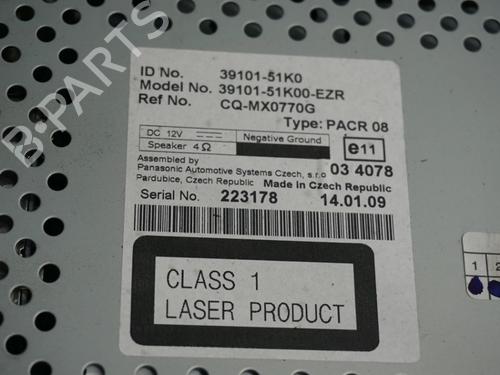 B-PARTS
ID No. 39101-51K0
Model No. 39101-51K00-EZR
Ref No. CQ-MX0770G
Type: PACR 08
DC 12V Negative Ground
Speaker 4Ω
e11
Assembled by 03 4078
Panasonic Automotive Systems Czech, s.r.o
Pardubice, Czech Republic Made in Czech Republic
Serial No. 223178 14.01.09
CLASS 1
LASER PRODUCT
1 2